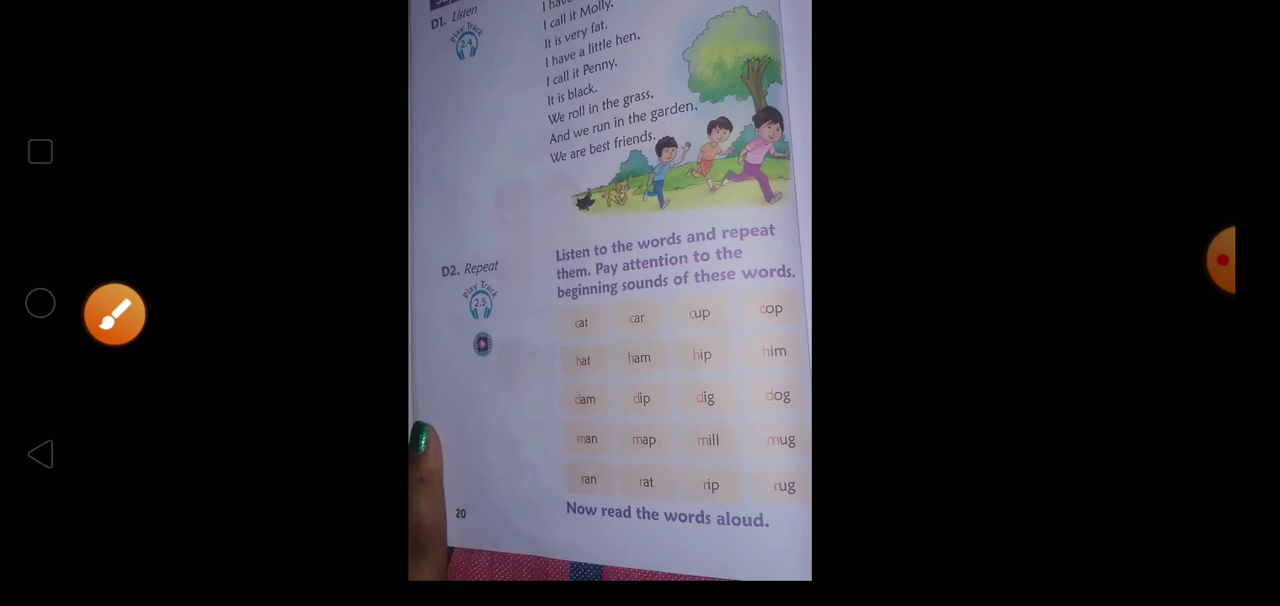 D1. Listen
Play Track
2.4
I have
I call it Molly.
It is very fat.
I have a little hen.
I call it Penny,
It is black.
We roll in the grass,
And we run in the garden,
We are best friends.
D2. Repeat
Play Track
2.5
Listen to the words and repeat
them. Pay attention to the
beginning sounds of these words.
cat car cup cop
hat ham hip him
dam dip dig dog
man map mill mug
ran rat rip rug
Now read the words aloud.
20